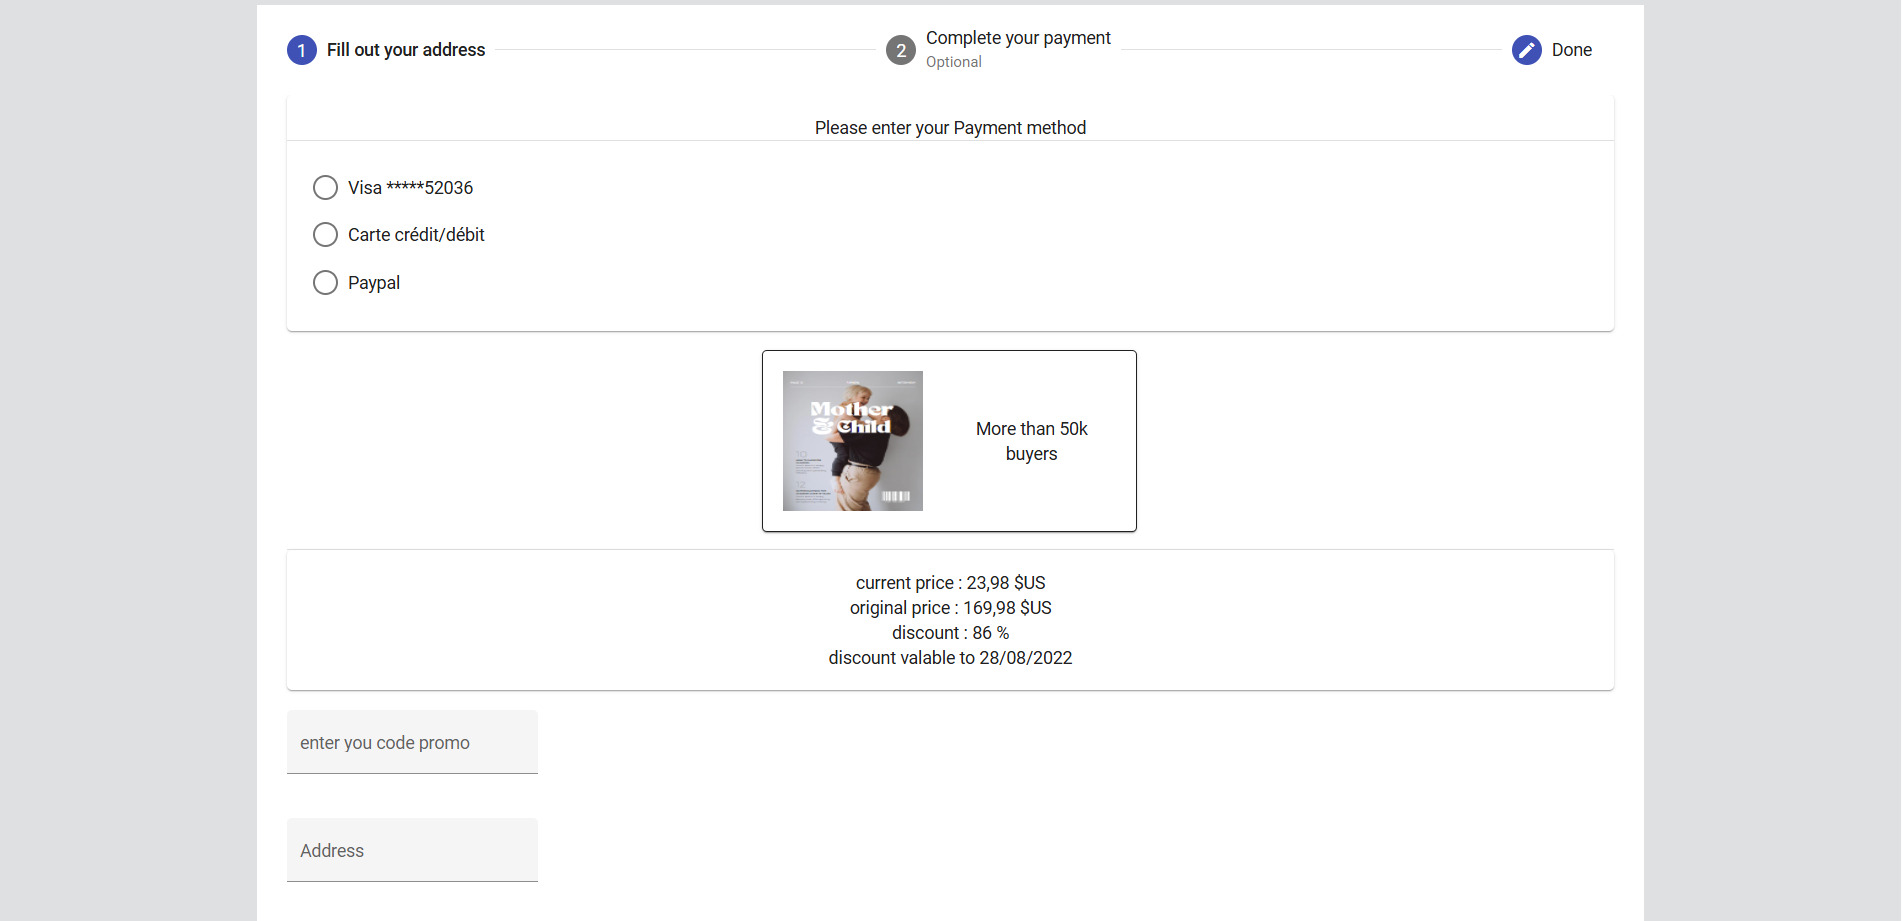 1 Fill out your address
2 Complete your payment
Optional
Done
Please enter your Payment method
Visa *****52036
Carte crédit/débit
Paypal
Mother
& Child
10
12
More than 50k
buyers
current price : 23,98 $US
original price : 169,98 $US
discount : 86 %
discount valable to 28/08/2022
enter you code promo
Address